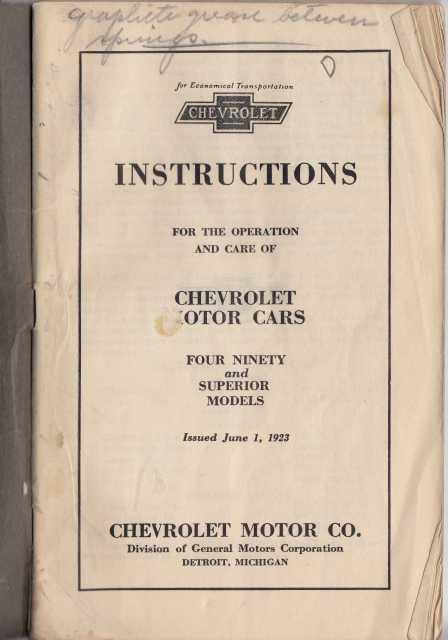 graphite grease between
springs.
for Economical Transportation
CHEVROLET
INSTRUCTIONS
FOR THE OPERATION
AND CARE OF
CHEVROLET
OTOR CARS
FOUR NINETY
and
SUPERIOR
MODELS
Issued June 1, 1923
CHEVROLET MOTOR CO.
Division of General Motors Corporation
DETROIT, MICHIGAN